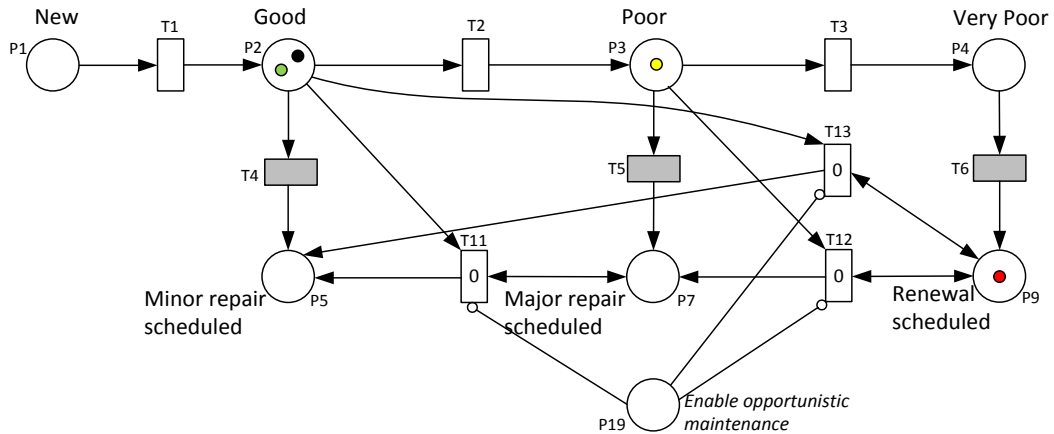 New
Good
Poor
Very Poor
P1
T1
P2
T2
P3
T3
P4
T13
0
T4
T5
T6
T11
0
T12
0
Minor repair
scheduled
P5
Major repair
scheduled
P7
Renewal
scheduled
P9
P19
Enable opportunistic
maintenance